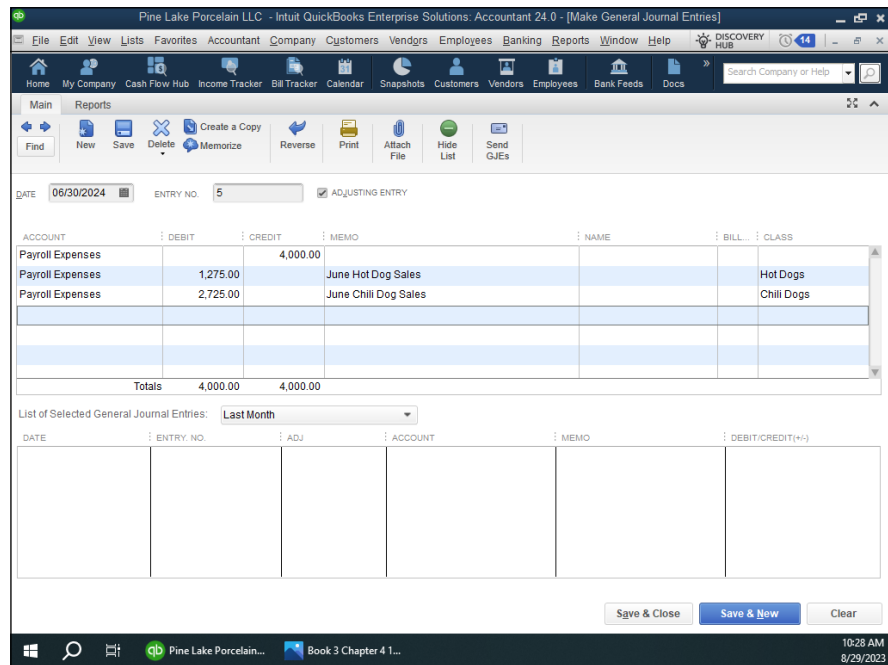 qb Pine Lake Porcelain LLC - Intuit QuickBooks Enterprise Solutions: Accountant 24.0 - [Make General Journal Entries]
File Edit View Lists Favorites Accountant Company Customers Vendors Employees Banking Reports Window Help DISCOVERY HUB 14
Home My Company Cash Flow Hub Income Tracker Bill Tracker Calendar Snapshots Customers Vendors Employees Bank Feeds Docs » Search Company or Help
Main Reports
Find New Save Delete Create a Copy Memorize Reverse Print Attach File Hide List Send GJEs
DATE 06/30/2024 ENTRY NO. 5 ADJUSTING ENTRY
ACCOUNT DEBIT CREDIT MEMO NAME BILL... CLASS
Payroll Expenses 4,000.00
Payroll Expenses 1,275.00 June Hot Dog Sales Hot Dogs
Payroll Expenses 2,725.00 June Chili Dog Sales Chili Dogs
Totals 4,000.00 4,000.00
List of Selected General Journal Entries: Last Month
DATE ENTRY. NO. ADJ ACCOUNT MEMO DEBIT/CREDIT(+/-)
Save & Close Save & New Clear
qb Pine Lake Porcelain... Book 3 Chapter 4 1... 10:28 AM
8/29/2023